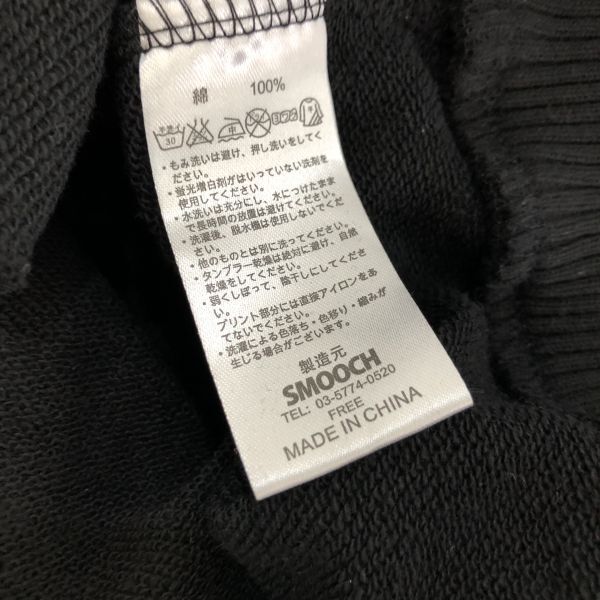 綿 100%
手洗イ 30 中
・もみ洗いは避け、押し洗いをしてく
ださい。
・蛍光増白剤がはいっていない洗剤を
使用してください。
・水洗いは充分にし、水につけたまま
で長時間の放置は避けてください。
・洗濯後、脱水機は使用しないでくだ
さい。
・他のものとは別に洗ってください。
・タンブラー乾燥は絶対に避け、自然
乾燥をしてください。
・弱くしぼって、陰干しにしてくださ
い。
プリント部分には直接アイロンをあ
てないでください。
・洗濯による色落ち・色移り・縮みが
生じる場合がございます。
製造元
SMOOCH
TEL: 03-5774-0520
FREE
MADE IN CHINA